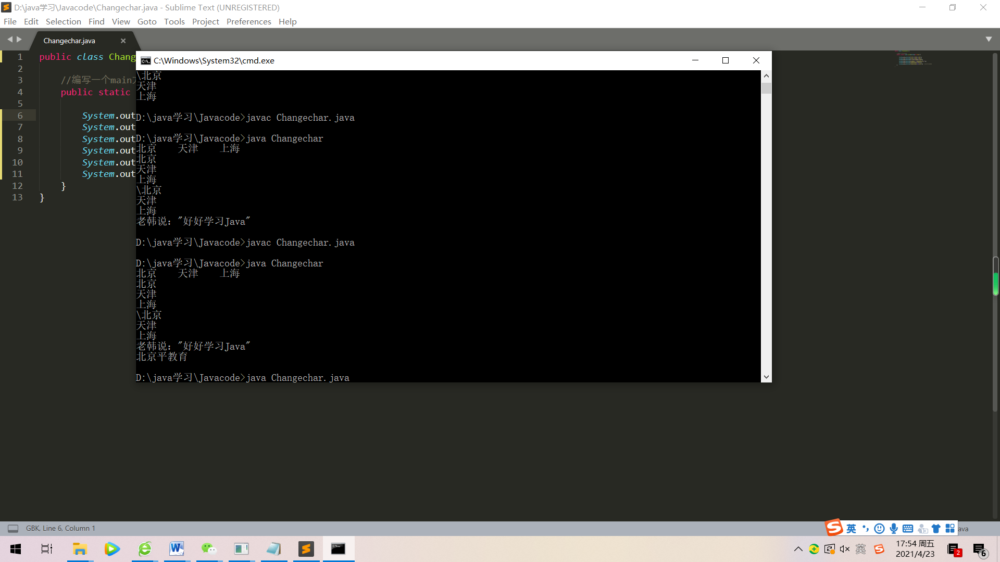 D:\java学习\Javacode\Changechar.java - Sublime Text (UNREGISTERED)
File Edit Selection Find View Goto Tools Project Preferences Help
Changechar.java
C:\Windows\System32\cmd.exe
1 public class Chang
2
3 //编写一个main
4 public static
5
6 System.out
7 System.out
8 System.out
9 System.out
10 System.out
11 System.out
12 }
13 }
\北京
天津
上海
D:\java学习\Javacode>javac Changechar.java
D:\java学习\Javacode>java Changechar
北京 天津 上海
北京
天津
上海
\北京
天津
上海
老韩说："好好学习Java"
D:\java学习\Javacode>javac Changechar.java
D:\java学习\Javacode>java Changechar
北京 天津 上海
北京
天津
上海
\北京
天津
上海
老韩说："好好学习Java"
北京平教育
D:\java学习\Javacode>java Changechar.java
GBK, Line 6, Column 1
英
ava
英
17:54 周五
2021/4/23
2
6